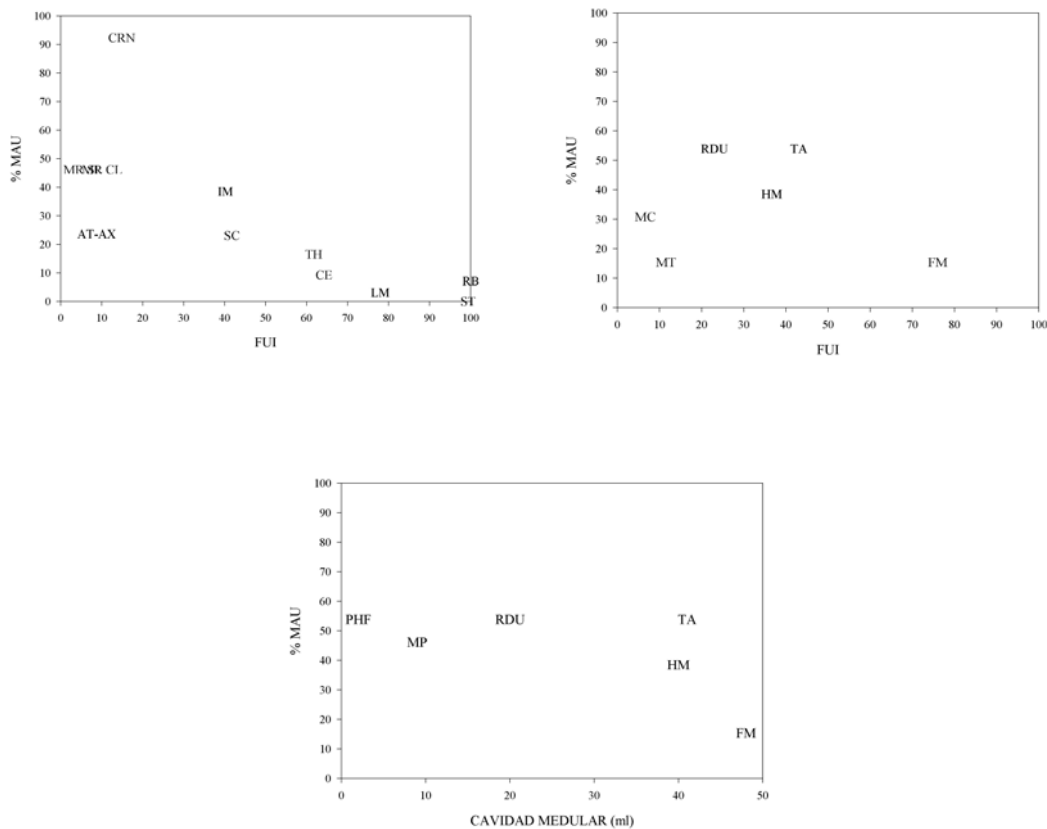 100
90
80
70
60
50
40
30
20
10
0
% MAU
CRN
CL
IM
AT-AX
SC
TH
CE
LM
RB
ST
0 10 20 30 40 50 60 70 80 90 100
FUI
100
90
80
70
60
50
40
30
20
10
0
% MAU
RDU TA
HM
MC
MT FM
0 10 20 30 40 50 60 70 80 90 100
FUI
100
90
80
70
60
50
40
30
20
10
0
% MAU
PHF RDU TA
MP
HM
FM
0 10 20 30 40 50
CAVIDAD MEDULAR (ml)